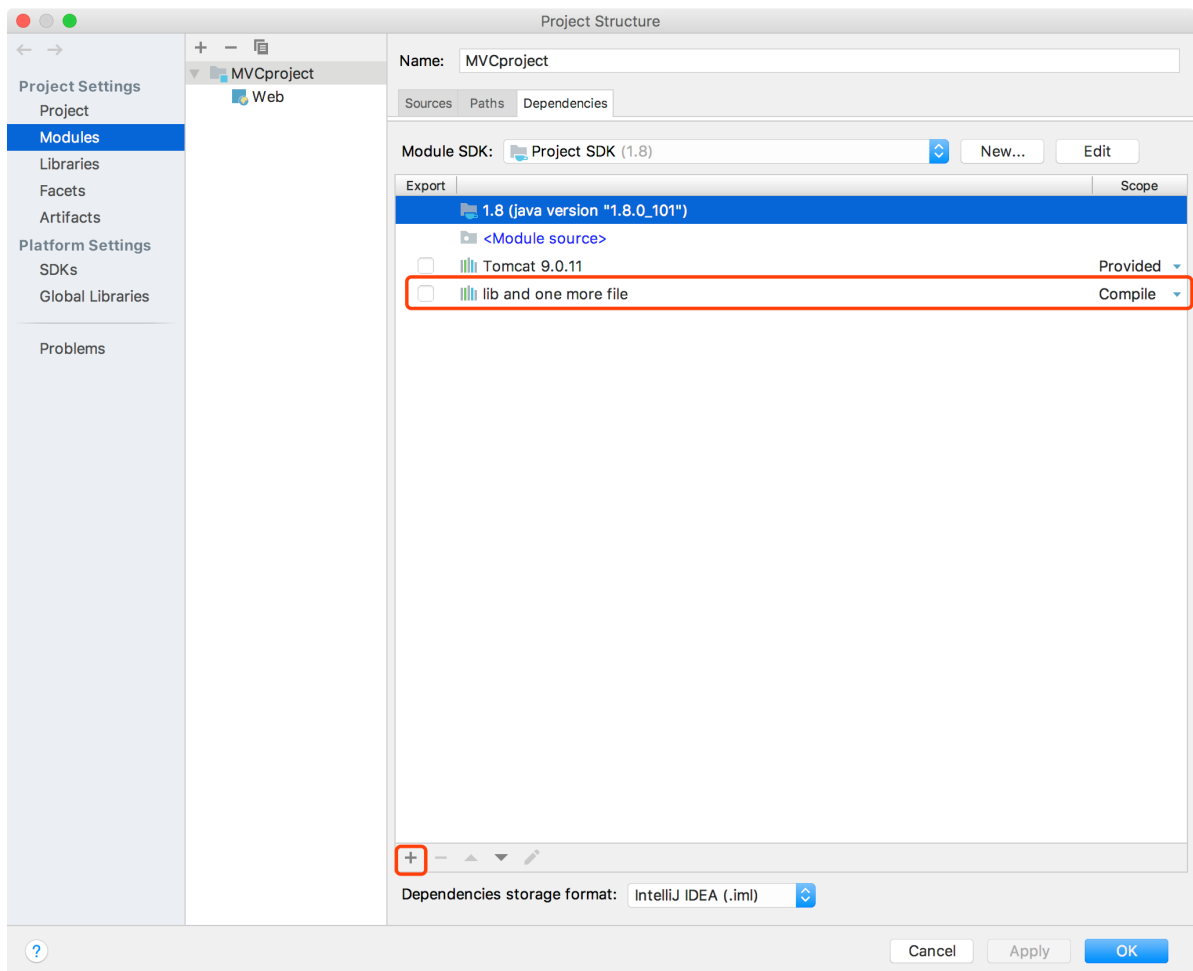 Project Structure
Project Settings
Project
Modules
Libraries
Facets
Artifacts
Platform Settings
SDKs
Global Libraries
Problems
MVCproject
Web
Name: MVCproject
Sources Paths Dependencies
Module SDK: Project SDK (1.8) New... Edit
Export Scope
1.8 (java version "1.8.0_101")
<Module source>
Tomcat 9.0.11 Provided
lib and one more file Compile
Dependencies storage format: IntelliJ IDEA (.iml)
? Cancel Apply OK